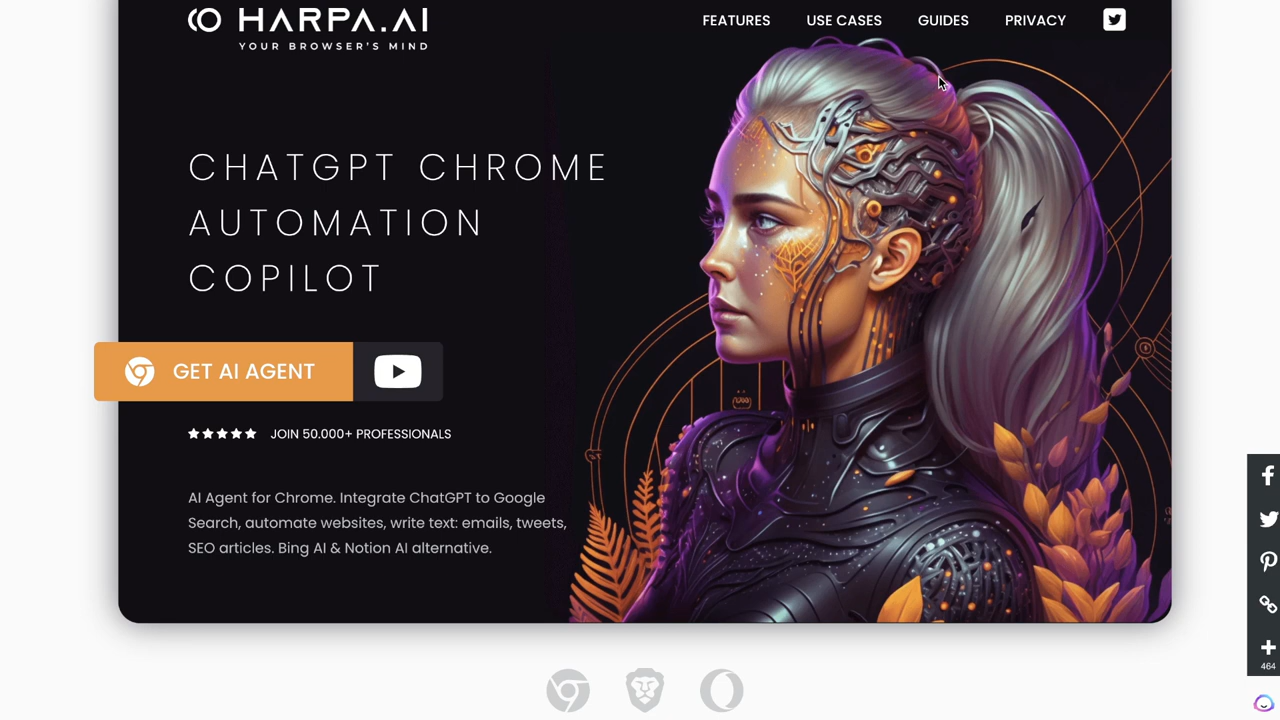 HARPA.AI
YOUR BROWSER'S MIND
FEATURES USE CASES GUIDES PRIVACY
CHATGPT CHROME
AUTOMATION
COPILOT
GET AI AGENT
JOIN 50.000+ PROFESSIONALS
AI Agent for Chrome. Integrate ChatGPT to Google
Search, automate websites, write text: emails, tweets,
SEO articles. Bing AI & Notion AI alternative.
464